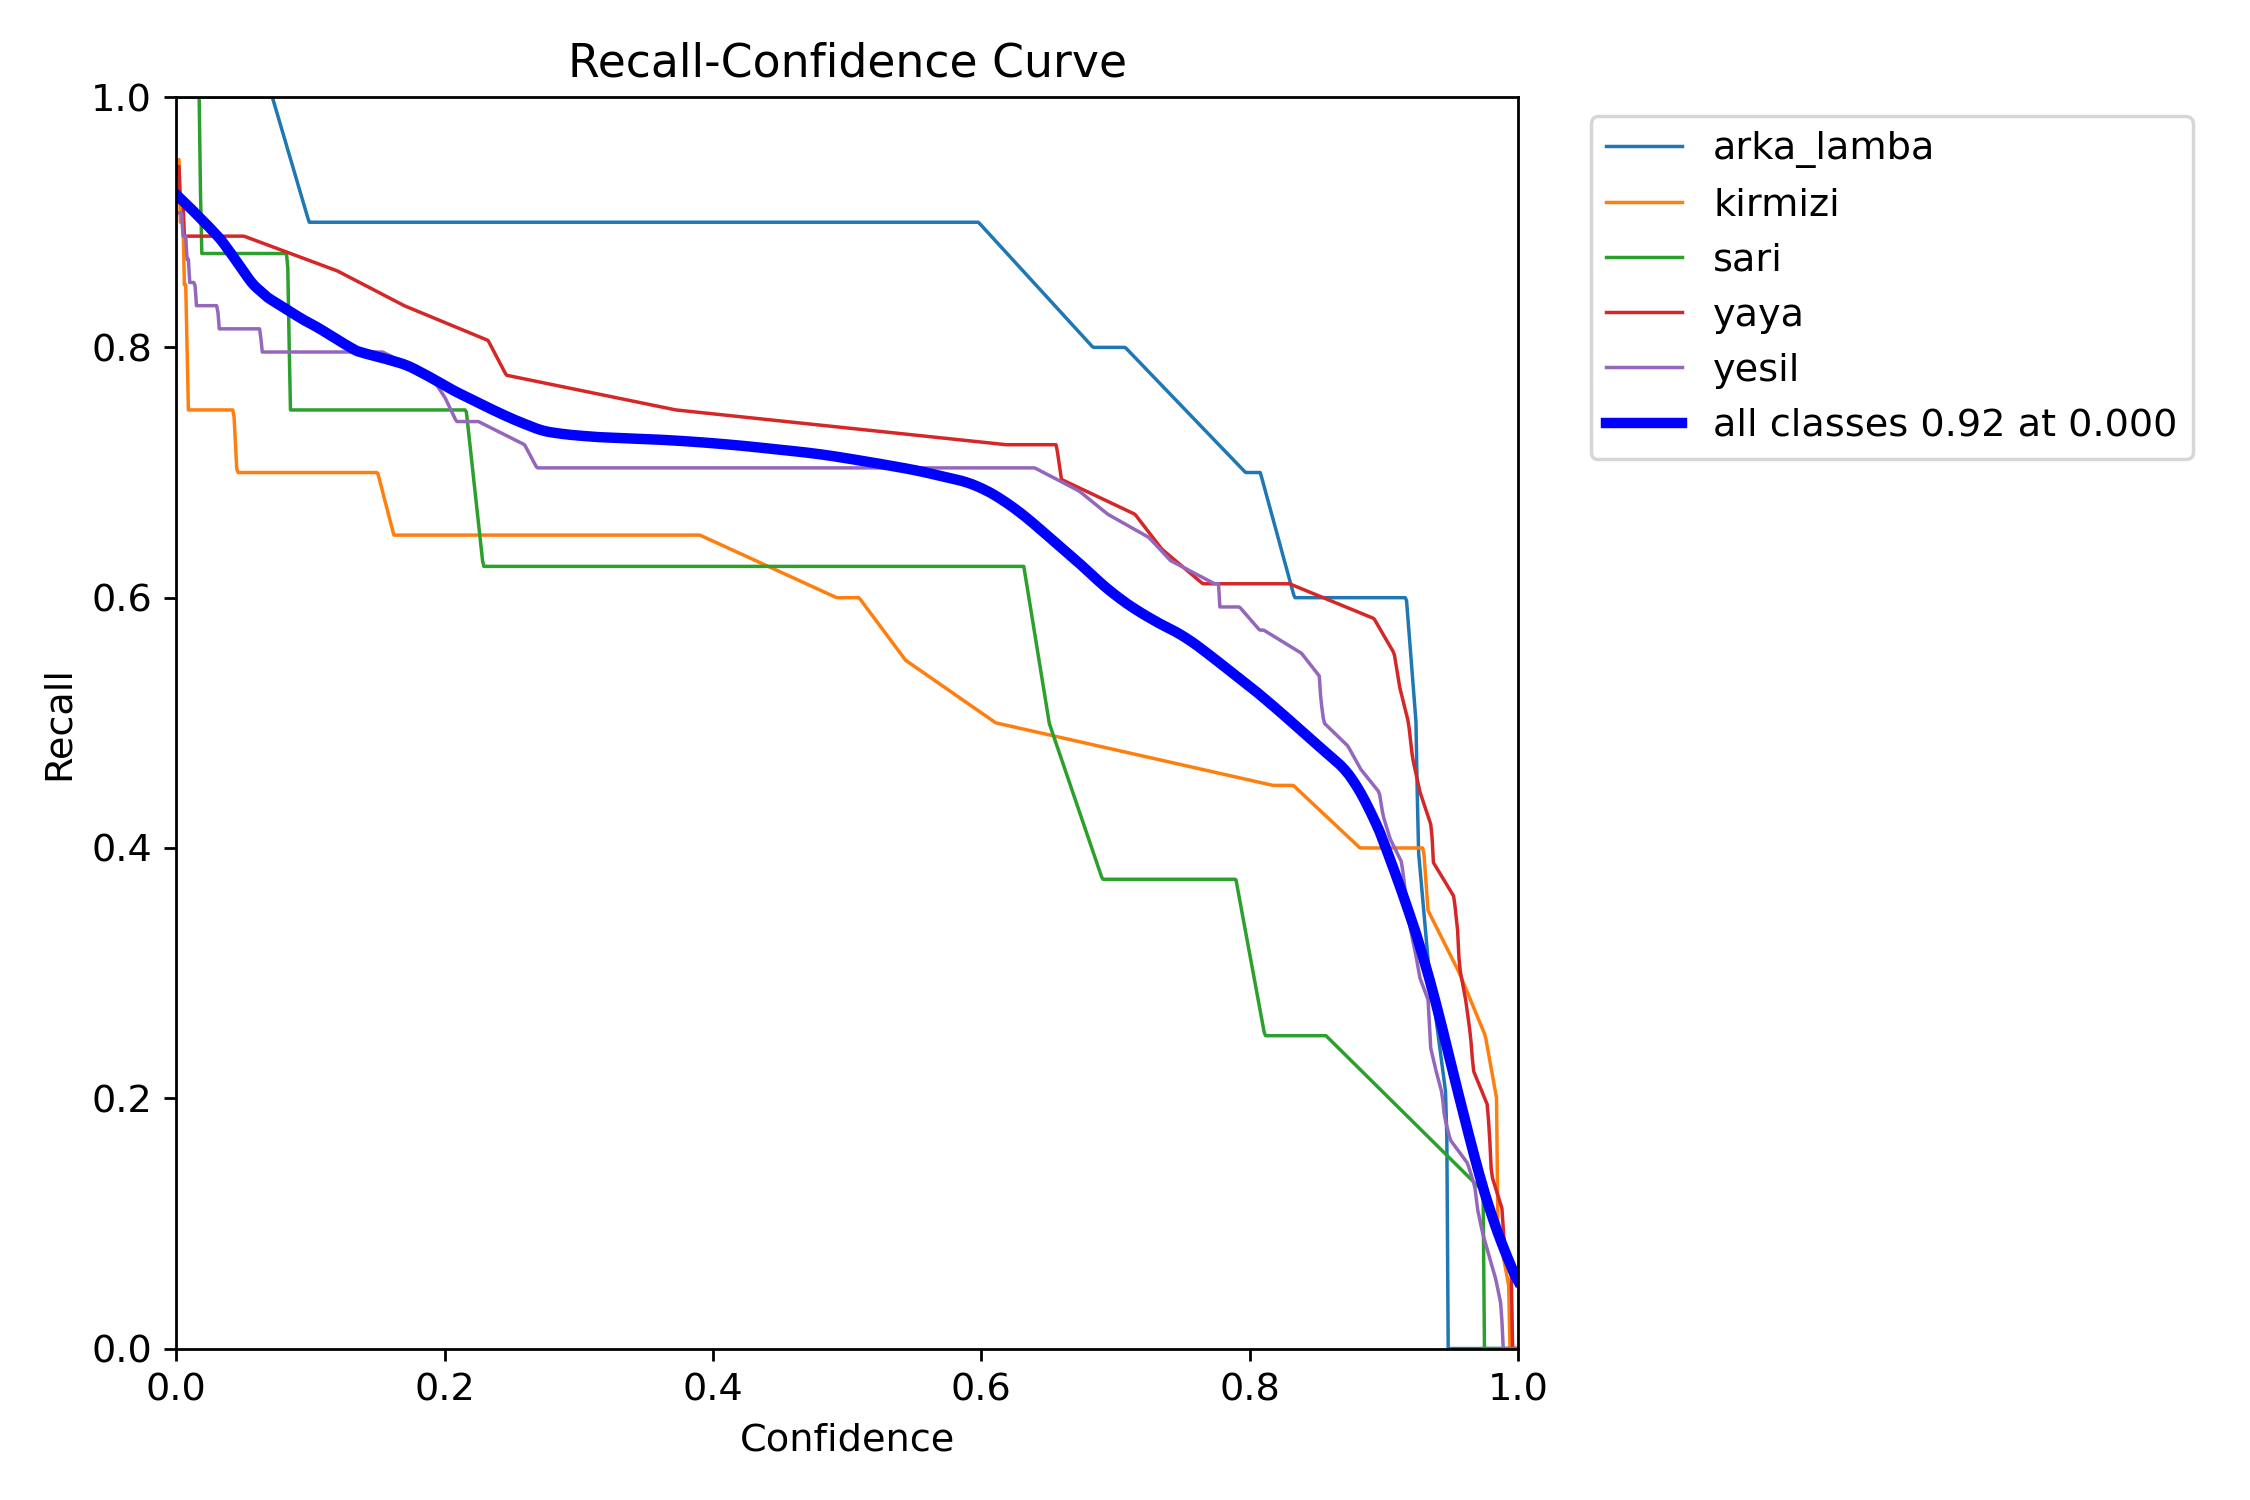 Recall-Confidence Curve
1.0
0.8
0.6
0.4
0.2
0.0
Recall
0.0 0.2 0.4 0.6 0.8 1.0
Confidence
arka_lamba
kirmizi
sari
yaya
yesil
all classes 0.92 at 0.000